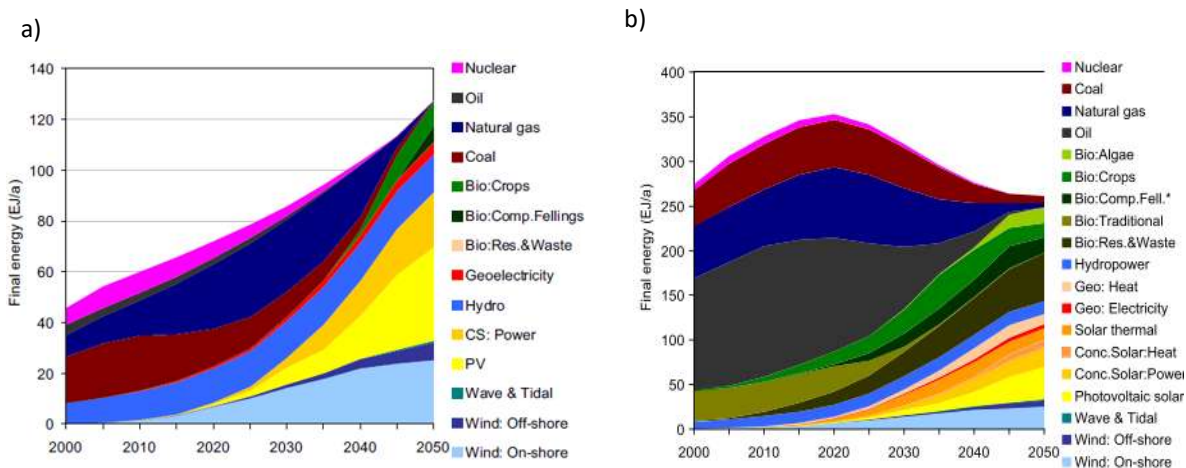 a)
Final energy (EJ/a)
140
120
100
80
60
40
20
0
2000 2010 2020 2030 2040 2050
Nuclear
Oil
Natural gas
Coal
Bio:Crops
Bio:Comp.Fellings
Bio:Res.&Waste
Geoelectricity
Hydro
CS: Power
PV
Wave & Tidal
Wind: Off-shore
Wind: On-shore
b)
Final energy (EJ/a)
400
350
300
250
200
150
100
50
0
2000 2010 2020 2030 2040 2050
Nuclear
Coal
Natural gas
Oil
Bio:Algae
Bio:Crops
Bio:Comp.Fell.*
Bio:Traditional
Bio:Res.&Waste
Hydropower
Geo: Heat
Geo: Electricity
Solar thermal
Conc.Solar:Heat
Conc.Solar:Power
Photovoltaic solar
Wave & Tidal
Wind: Off-shore
Wind: On-shore